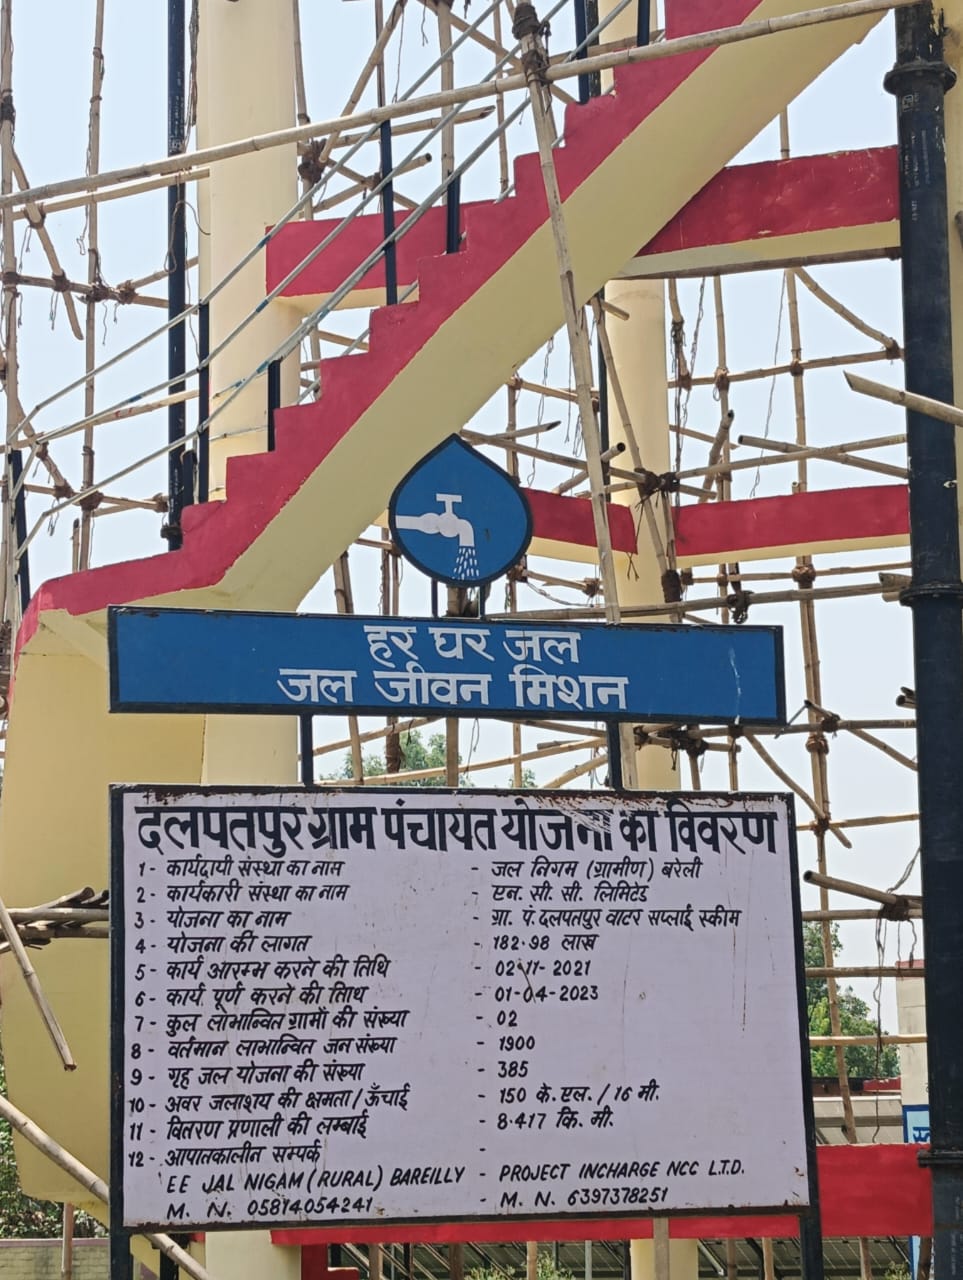 हर घर जल
जल जीवन मिशन
दलपतपुर ग्राम पंचायत योजना का विवरण
1- कार्यदायी संस्था का नाम - जल निगम (ग्रामीण) बरेली
2- कार्यकारी संस्था का नाम - एन. सी. सी. लिमिटेड
3- योजना का नाम - ग्रा. पं. दलपतपुर वाटर सप्लाई स्कीम
4- योजना की लागत - 182.98 लाख
5- कार्य आरम्भ करने की तिथि - 02-11-2021
6- कार्य पूर्ण करने की तिथि - 01-04-2023
7- कुल लाभान्वित ग्रामों की संख्या - 02
8- वर्तमान लाभान्वित जन संख्या - 1900
9- गृह जल योजना की संख्या - 385
10- अवर जलाशय की क्षमता/ऊँचाई - 150 के. एल. / 16 मी.
11- वितरण प्रणाली की लम्बाई - 8.417 कि. मी.
12- आपातकालीन सम्पर्क -
EE JAL NIGAM (RURAL) BAREILLY - PROJECT INCHARGE NCC L.T.D.
M. N. 05814054241 - M. N. 6397378251